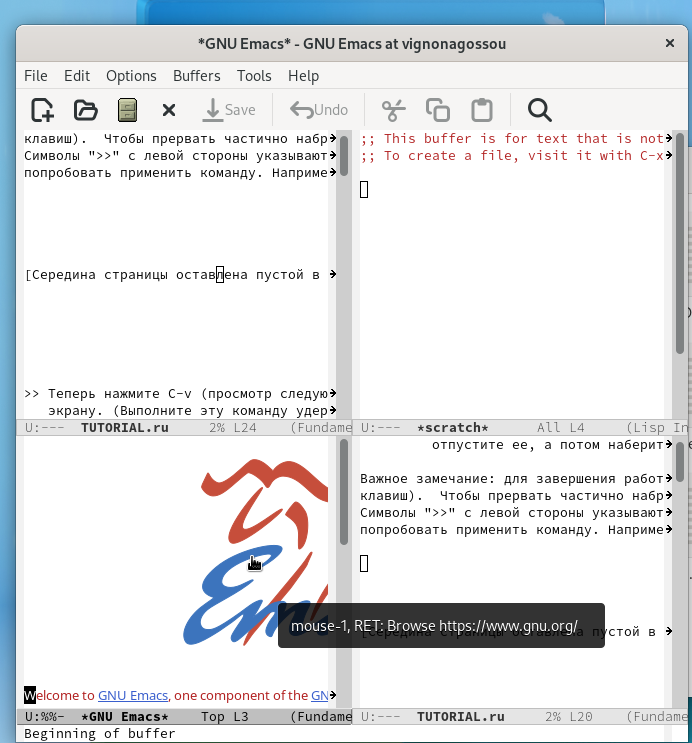 *GNU Emacs* - GNU Emacs at vignonagossou
File Edit Options Buffers Tools Help
Save Undo
клавиш). Чтобы прервать частично набр
Символы ">>" с левой стороны указывают
попробовать применить команду. Наприме
[Середина страницы оставлена пустой в
>> Теперь нажмите C-v (просмотр следую
экрану. (Выполните эту команду удер
U:--- TUTORIAL.ru 2% L24 (Fundame
;; This buffer is for text that is not
;; To create a file, visit it with C-x
U:--- *scratch* All L4 (Lisp In
Em
Welcome to GNU Emacs, one component of the GN
U:%%- *GNU Emacs* Top L3 (Fundame
Beginning of buffer
отпустите ее, а потом наберит
Важное замечание: для завершения работ
клавиш). Чтобы прервать частично набр
Символы ">>" с левой стороны указывают
попробовать применить команду. Наприме
mouse-1, RET: Browse https://www.gnu.org/
[Середина страницы оставлена пустой в
U:--- TUTORIAL.ru 2% L20 (Fundame